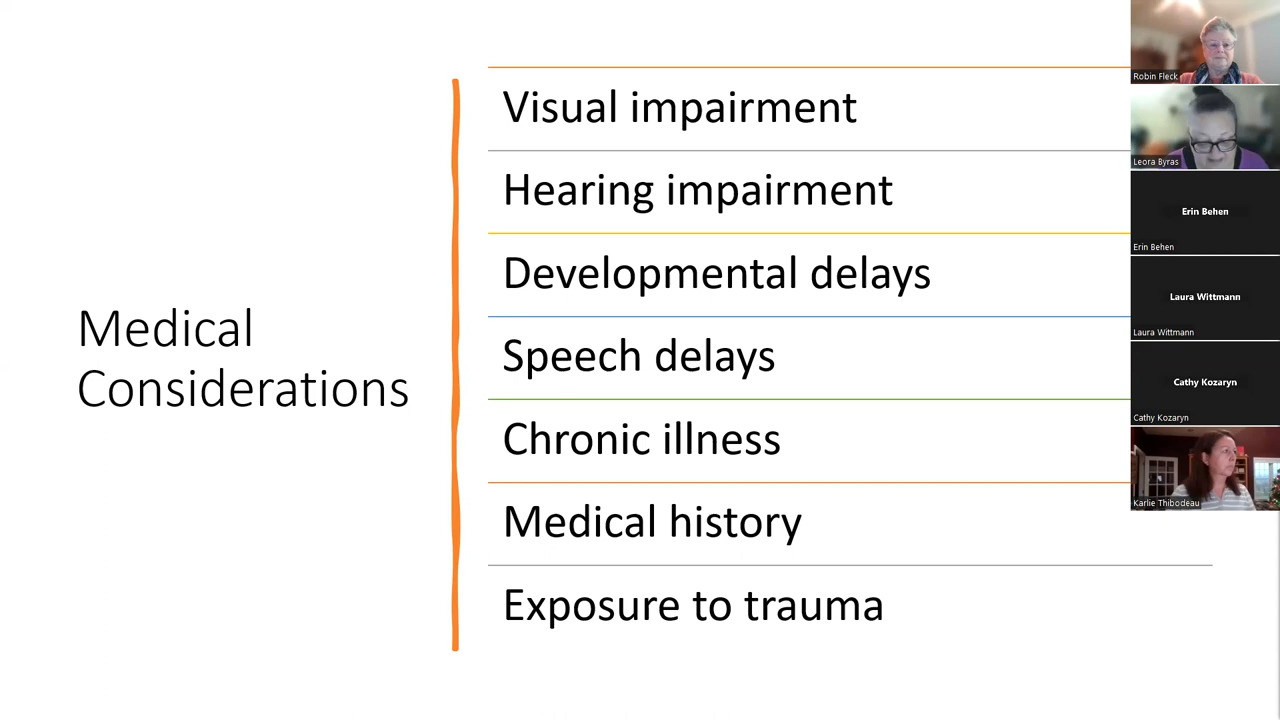 Medical
Considerations
Visual impairment
Hearing impairment
Developmental delays
Speech delays
Chronic illness
Medical history
Exposure to trauma
Robin Fleck
Leora Byras
Erin Behen
Erin Behen
Laura Wittmann
Laura Wittmann
Cathy Kozaryn
Cathy Kozaryn
Karlie Thibodeau